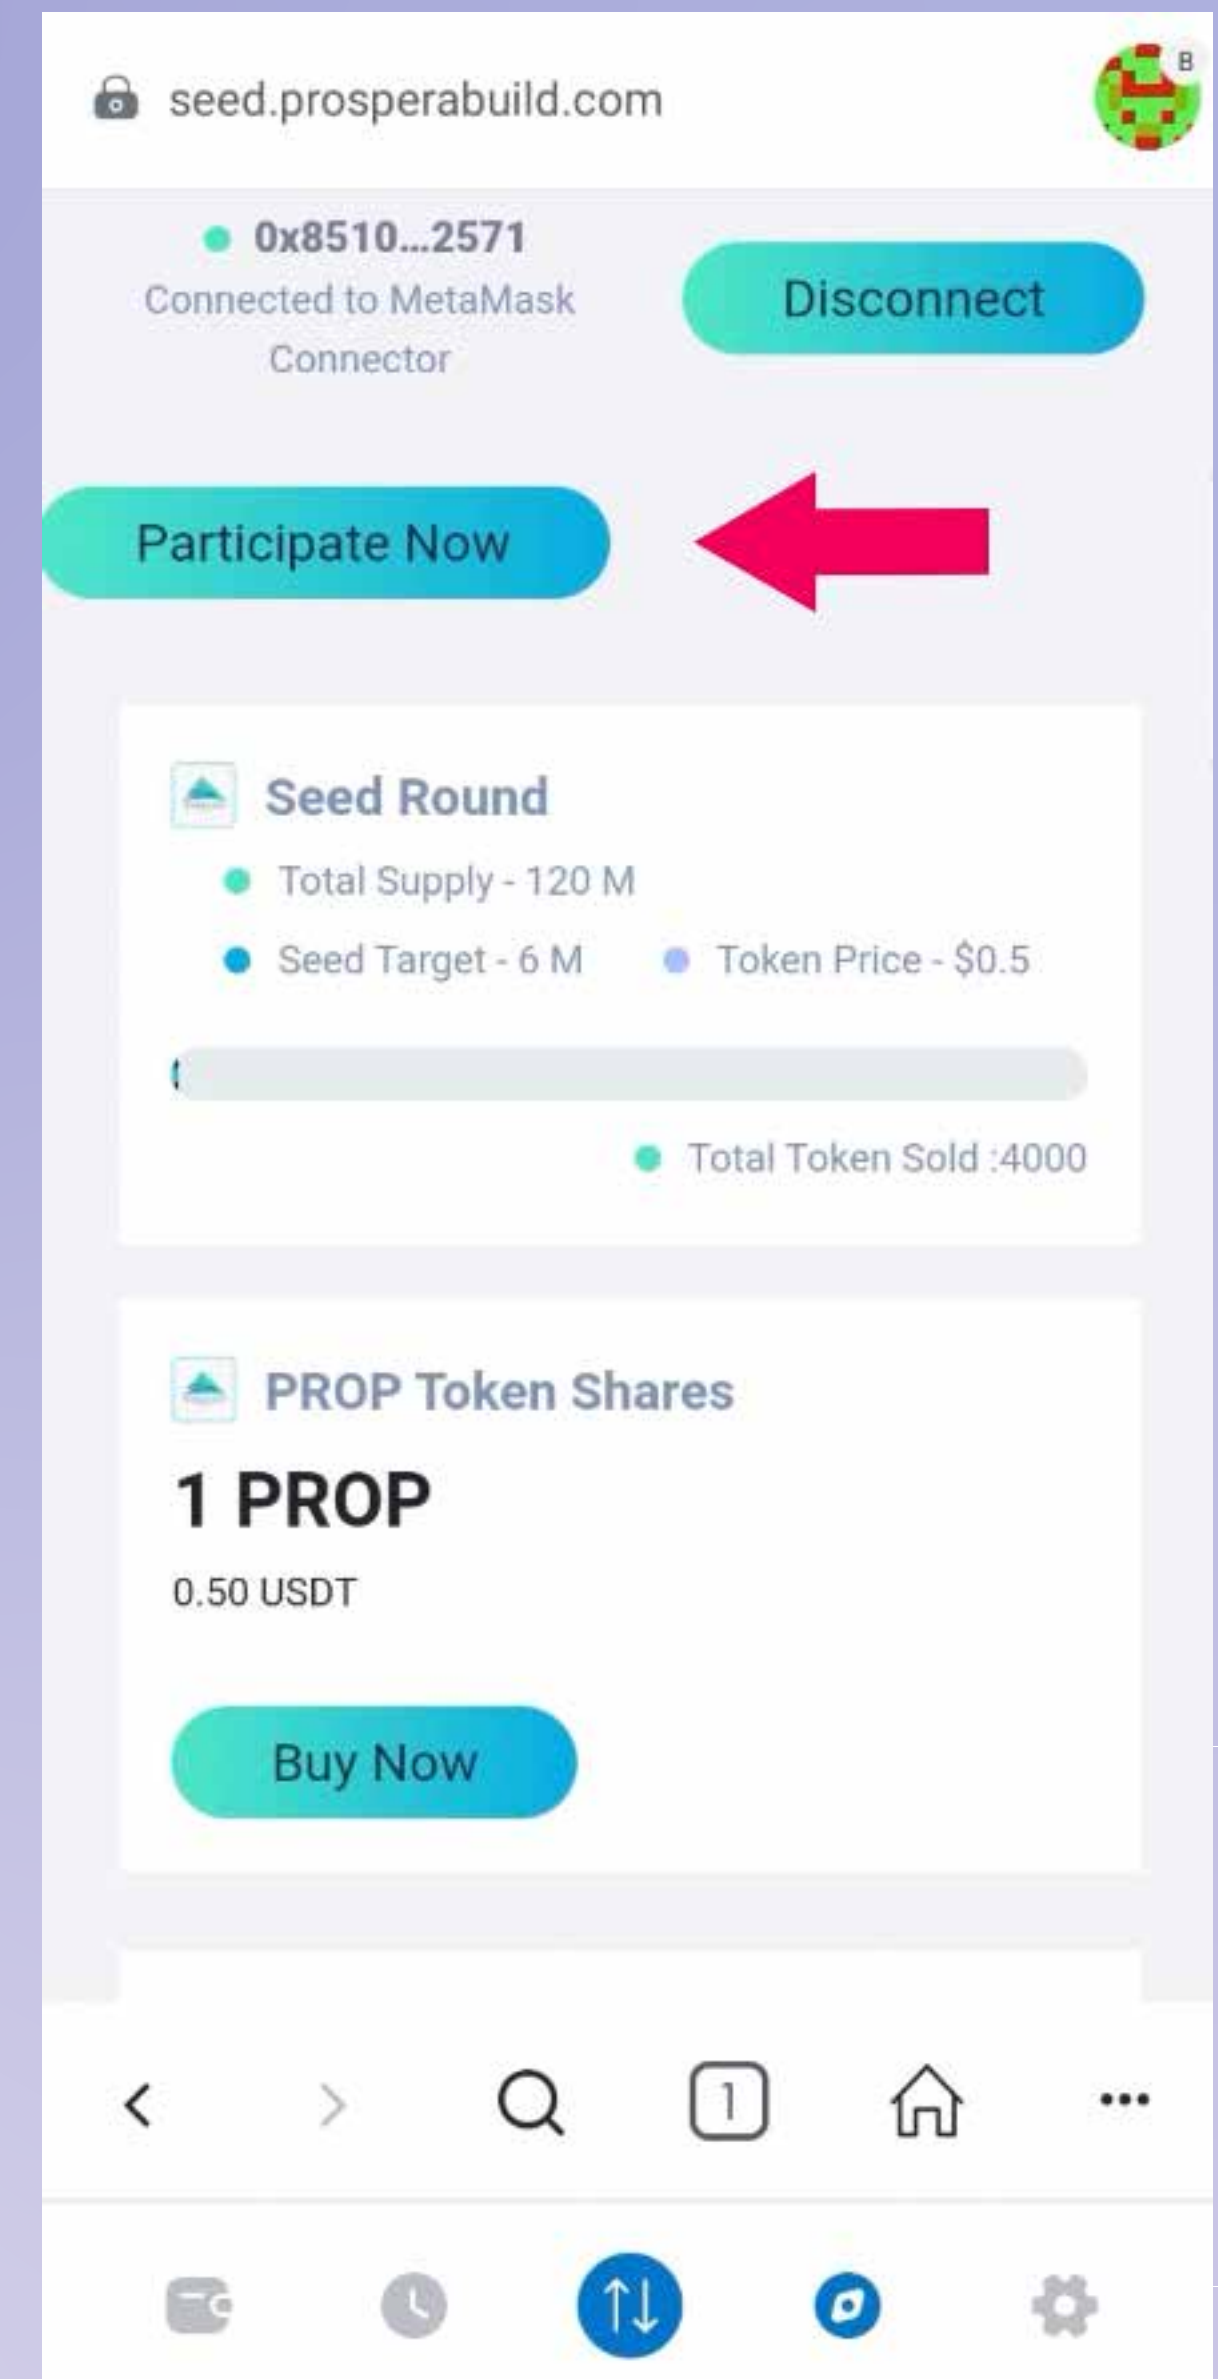 seed.prosperabuild.com
B
0x8510...2571
Connected to MetaMask
Connector
Disconnect
Participate Now
Seed Round
Total Supply - 120 M
Seed Target - 6 M
Token Price - $0.5
Total Token Sold :4000
PROP Token Shares
1 PROP
0.50 USDT
Buy Now
1